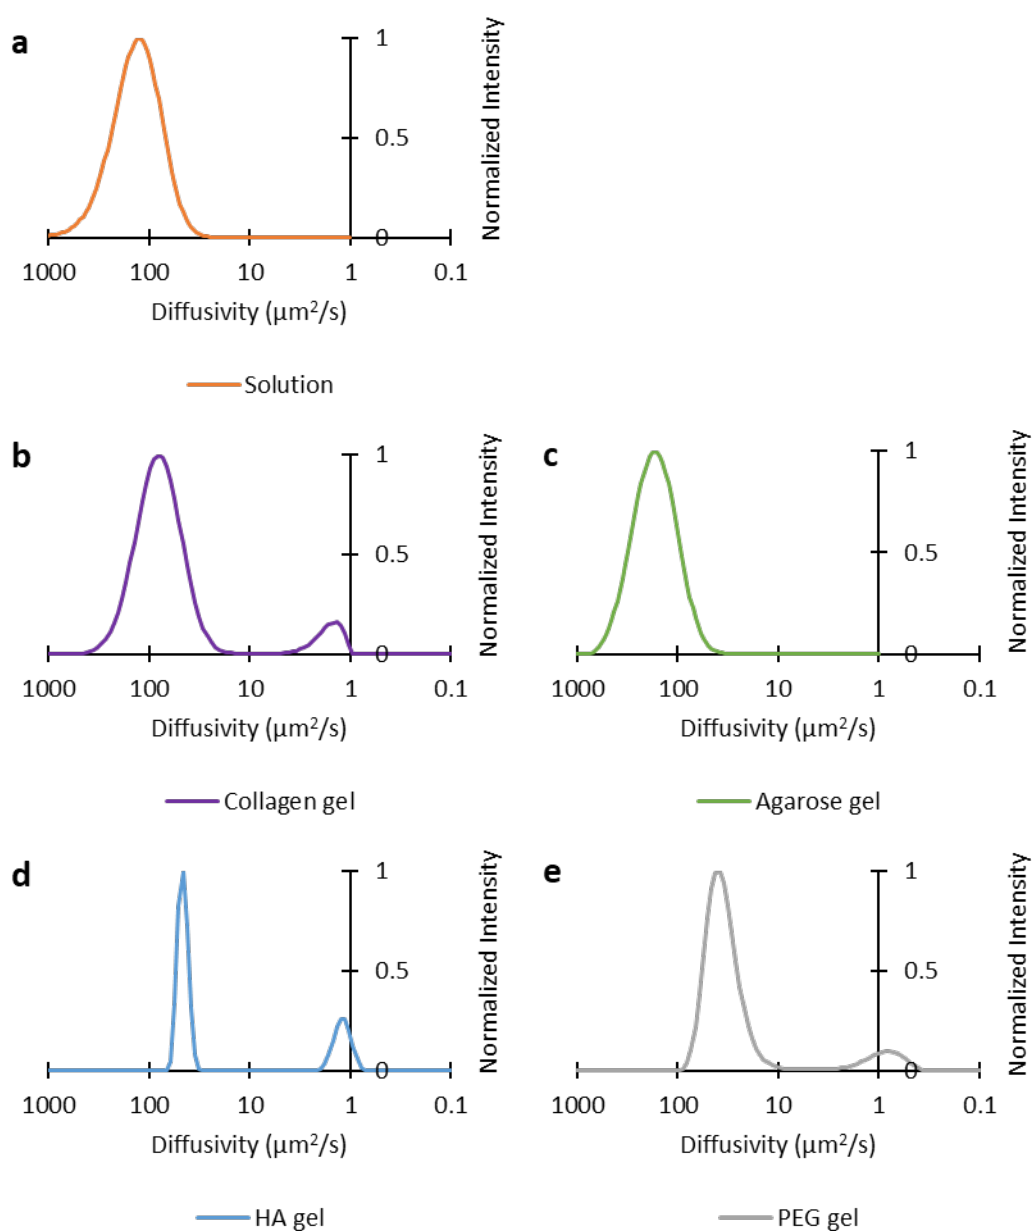 a
1
0.5
0
Normalized Intensity
1000 100 10 1 0.1
Diffusivity (µm²/s)
Solution
b
1
0.5
0
Normalized Intensity
1000 100 10 1 0.1
Diffusivity (µm²/s)
Collagen gel
c
1
0.5
0
Normalized Intensity
1000 100 10 1 0.1
Diffusivity (µm²/s)
Agarose gel
d
1
0.5
0
Normalized Intensity
1000 100 10 1 0.1
Diffusivity (µm²/s)
HA gel
e
1
0.5
0
Normalized Intensity
1000 100 10 1 0.1
Diffusivity (µm²/s)
PEG gel